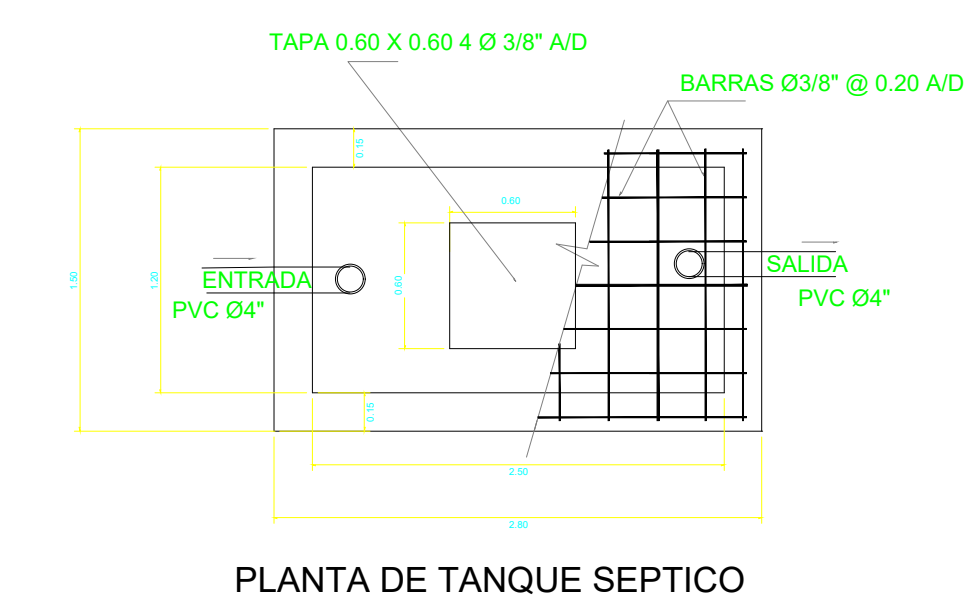 TAPA 0.60 X 0.60 4 Ø 3/8" A/D
BARRAS Ø3/8" @ 0.20 A/D
0.15
0.60
1.50
1.20
0.60
ENTRADA
PVC Ø4"
SALIDA
PVC Ø4"
0.15
2.50
2.80
PLANTA DE TANQUE SEPTICO